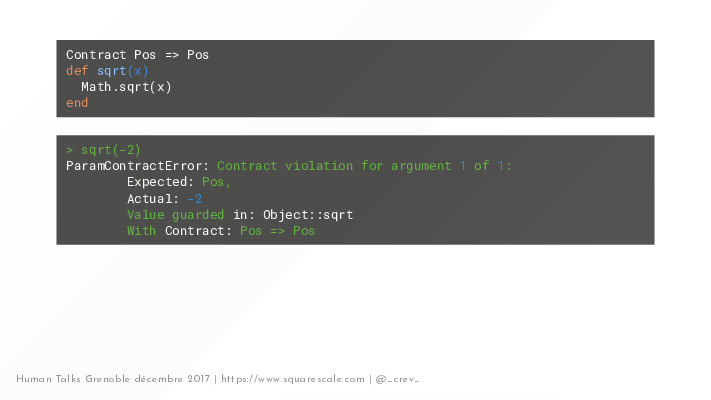 Contract Pos => Pos
def sqrt(x)
  Math.sqrt(x)
end
> sqrt(-2)
ParamContractError: Contract violation for argument 1 of 1:
        Expected: Pos,
        Actual: -2
        Value guarded in: Object::sqrt
        With Contract: Pos => Pos
Human Talks Grenoble décembre 2017 | https://www.squarescale.com | @_crev_